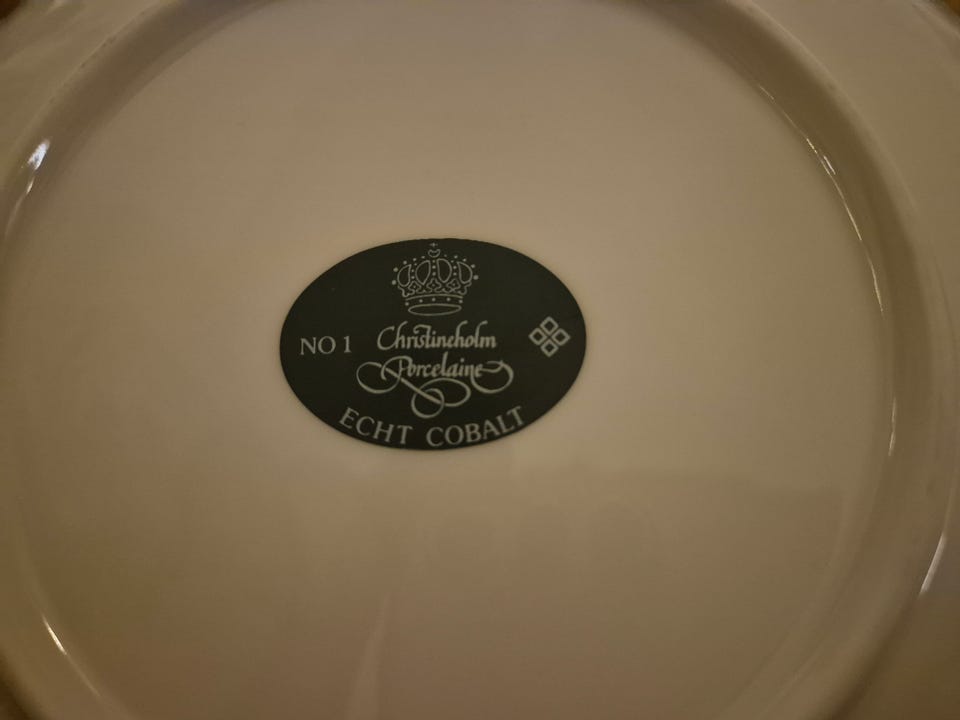 NO 1
Christineholm
Porcelaine
ECHT COBALT